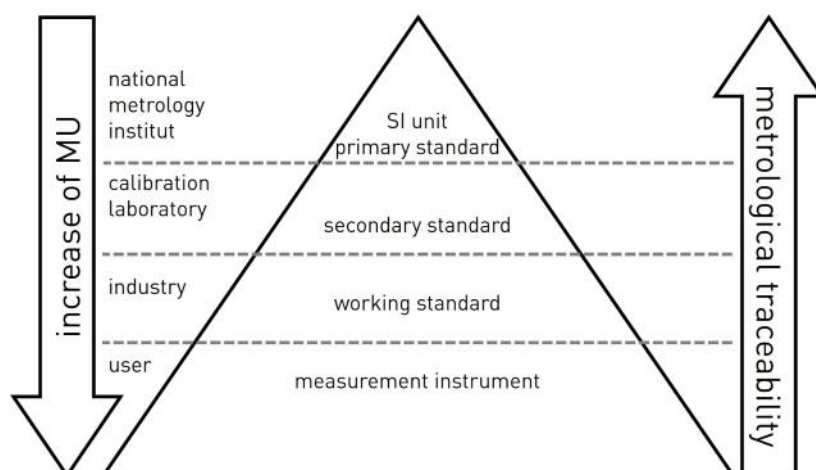 increase of MU
national
metrology
institut
SI unit
primary standard
calibration
laboratory
secondary standard
industry
working standard
user
measurement instrument
metrological traceability